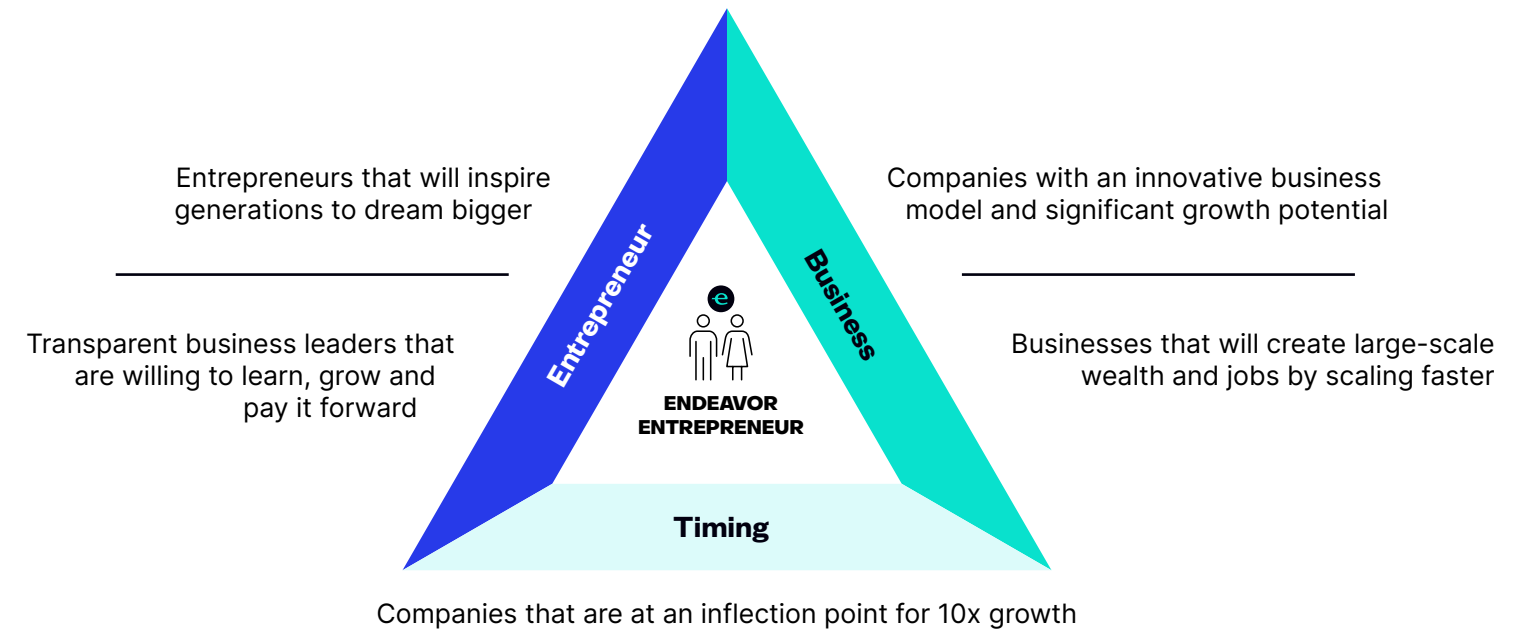 Entrepreneurs that will inspire
generations to dream bigger
Transparent business leaders that
are willing to learn, grow and
pay it forward
Entrepreneur
Business
Companies with an innovative business
model and significant growth potential
Businesses that will create large-scale
wealth and jobs by scaling faster
e
ENDEAVOR
ENTREPRENEUR
Timing
Companies that are at an inflection point for 10x growth